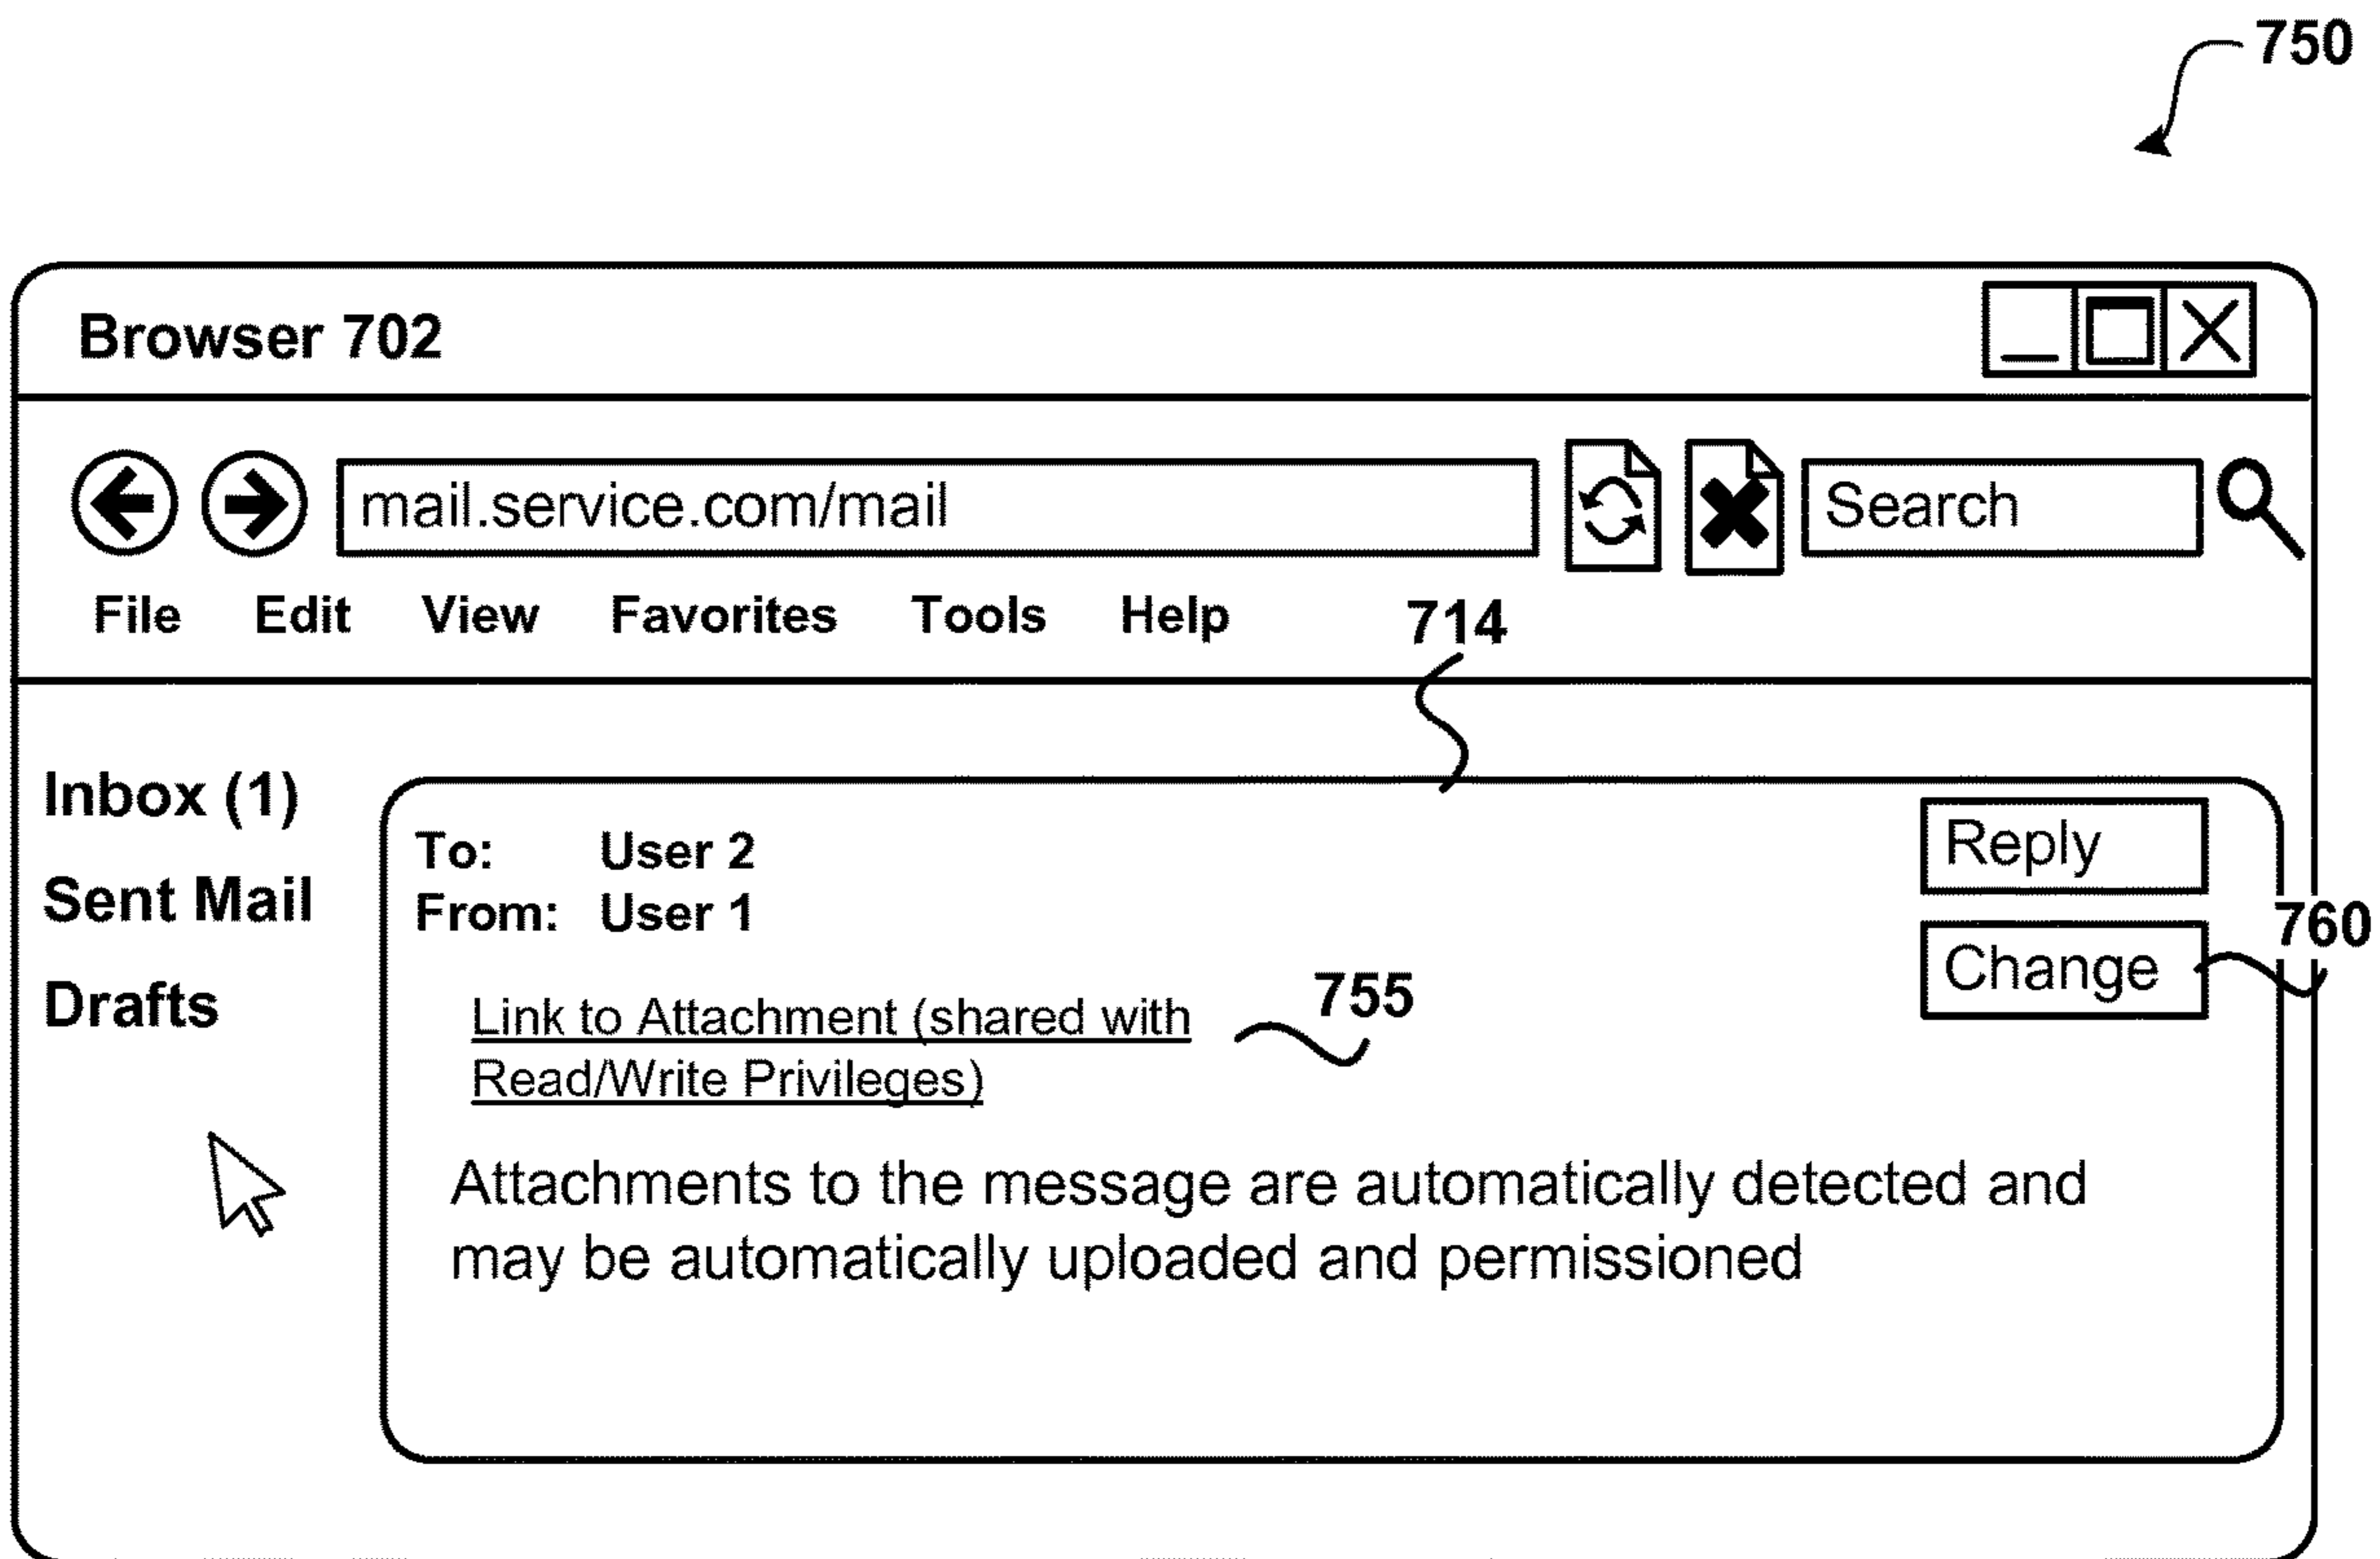 750
Browser 702
mail.service.com/mail
Search
File Edit View Favorites Tools Help
714
Inbox (1)
Sent Mail
Drafts
To: User 2
From: User 1
Reply
Change
760
Link to Attachment (shared with
Read/Write Privileges)
755
Attachments to the message are automatically detected and
may be automatically uploaded and permissioned